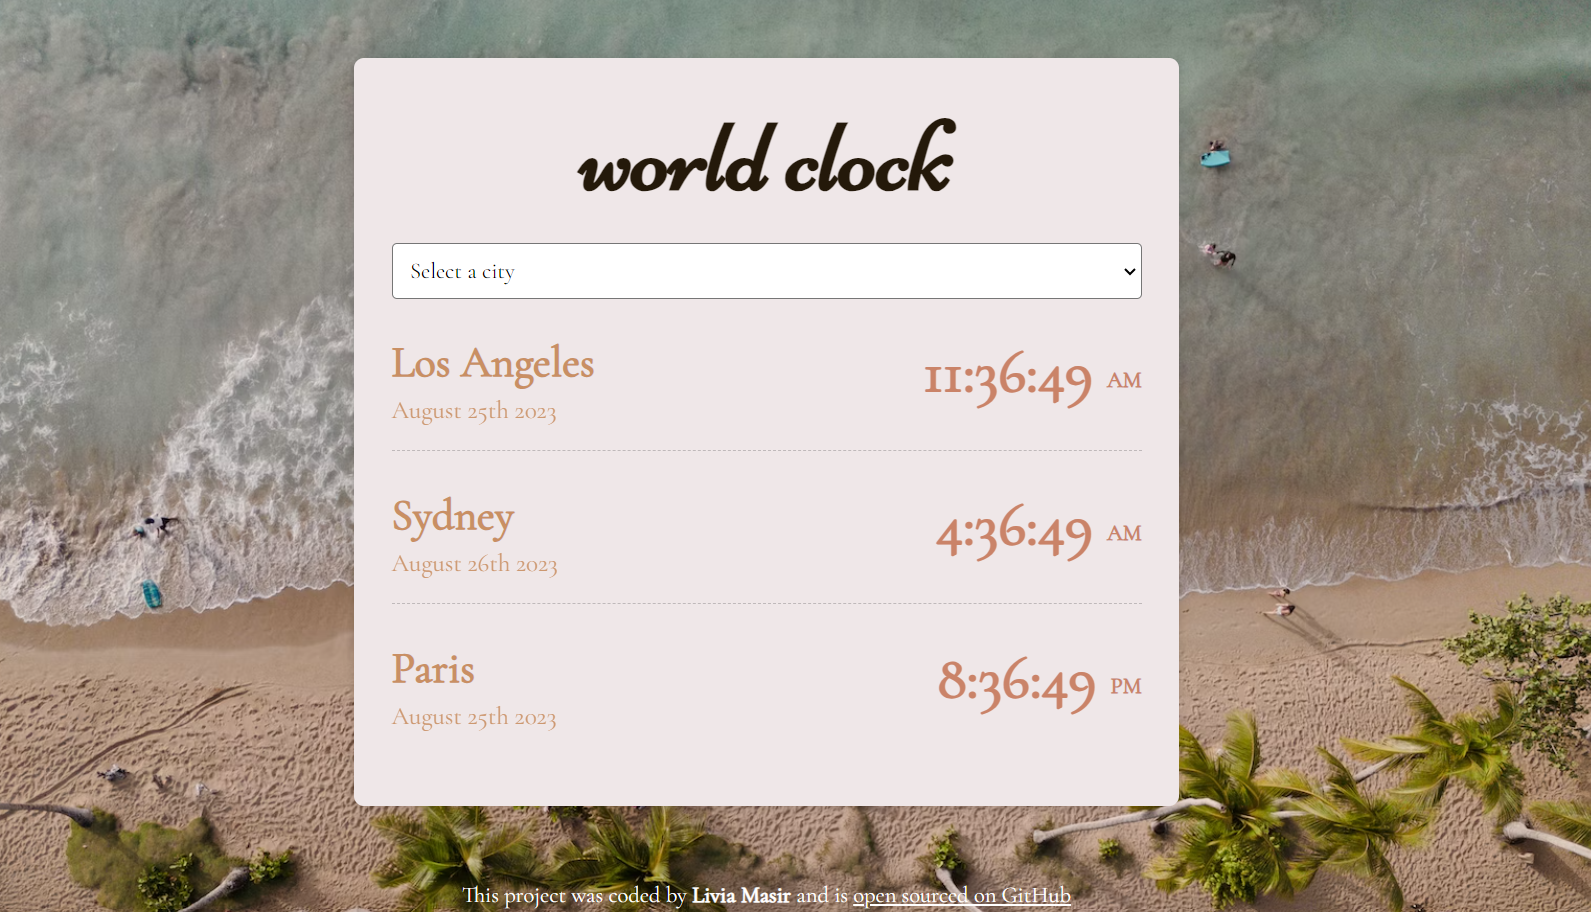 world clock
Select a city
Los Angeles
11:36:49 AM
August 25th 2023
Sydney
4:36:49 AM
August 26th 2023
Paris
8:36:49 PM
August 25th 2023
This project was coded by Livia Masir and is open sourced on GitHub